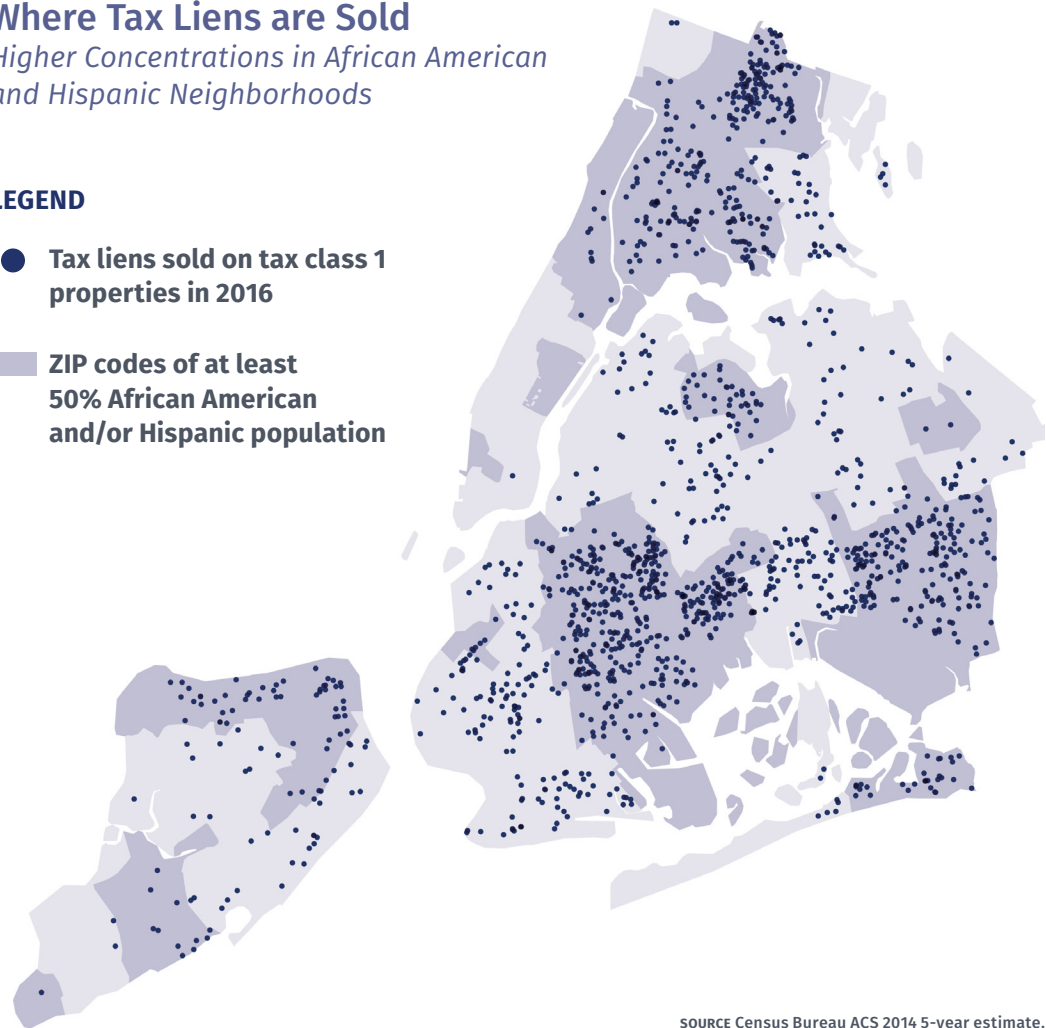 Where Tax Liens are Sold
Higher Concentrations in African American
and Hispanic Neighborhoods
LEGEND
Tax liens sold on tax class 1
properties in 2016
ZIP codes of at least
50% African American
and/or Hispanic population
SOURCE Census Bureau ACS 2014 5-year estimate.